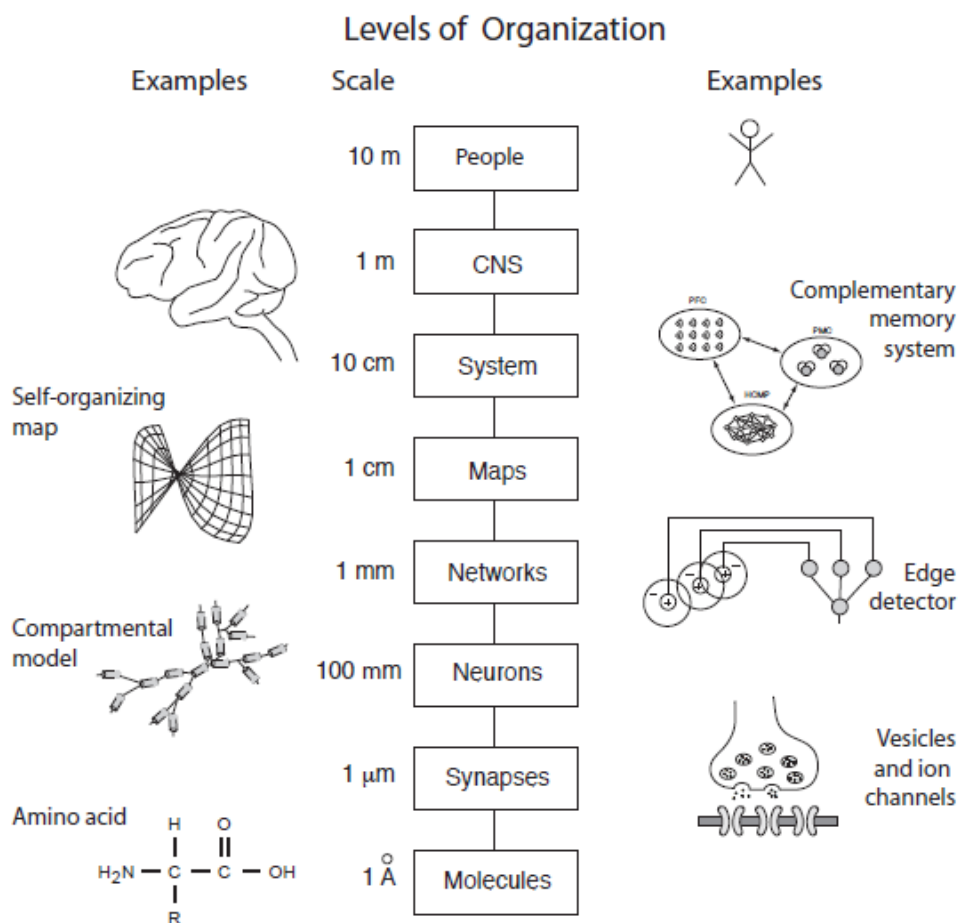 Levels of Organization
Examples Scale Examples
10 m People
1 m CNS
Complementary
memory
system
PFC
PMC
HCMP
10 cm System
Self-organizing
map
1 cm Maps
1 mm Networks
− + − + + −
Edge
detector
Compartmental
model
100 mm Neurons
1 μm Synapses
Vesicles
and ion
channels
Amino acid
H O
H₂N — C — C — OH
R
1 Å Molecules